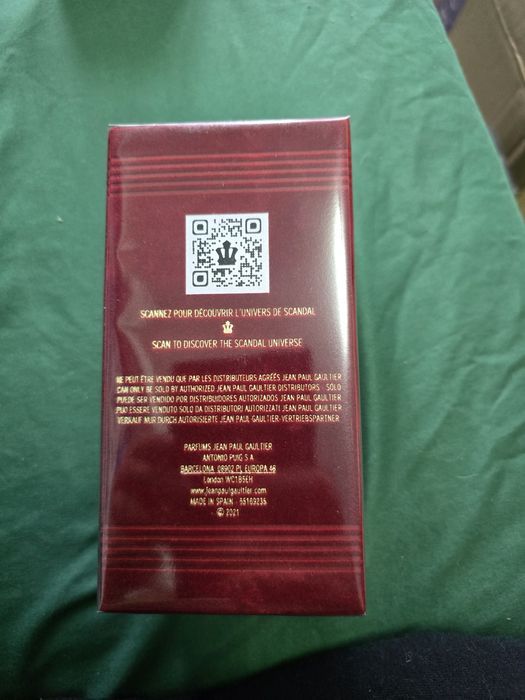 SCANNEZ POUR DÉCOUVRIR L'UNIVERS DE SCANDAL
SCAN TO DISCOVER THE SCANDAL UNIVERSE
NE PEUT ÊTRE VENDU QUE PAR LES DISTRIBUTEURS AGRÉÉS JEAN PAUL GAULTIER
CAN ONLY BE SOLD BY AUTHORIZED JEAN PAUL GAULTIER DISTRIBUTORS - SOLO
PUEDE SER VENDIDO POR DISTRIBUIDORES AUTORIZADOS JEAN PAUL GAULTIER
PUO ESSERE VENDUTO SOLO DA DISTRIBUTORI AUTORIZZATI JEAN PAUL GAULTIER
VERKAUF NUR DURCH AUTORISIERTE JEAN PAUL GAULTIER-VERTRIEBSPARTNER
PARFUMS JEAN PAUL GAULTIER
ANTONIO PUIG S A
BARCELONA 08902 PL EUROPA 46
London WC1B5EH
www.jeanpaulgaultier.com
MADE IN SPAIN - 65169235
© 2021